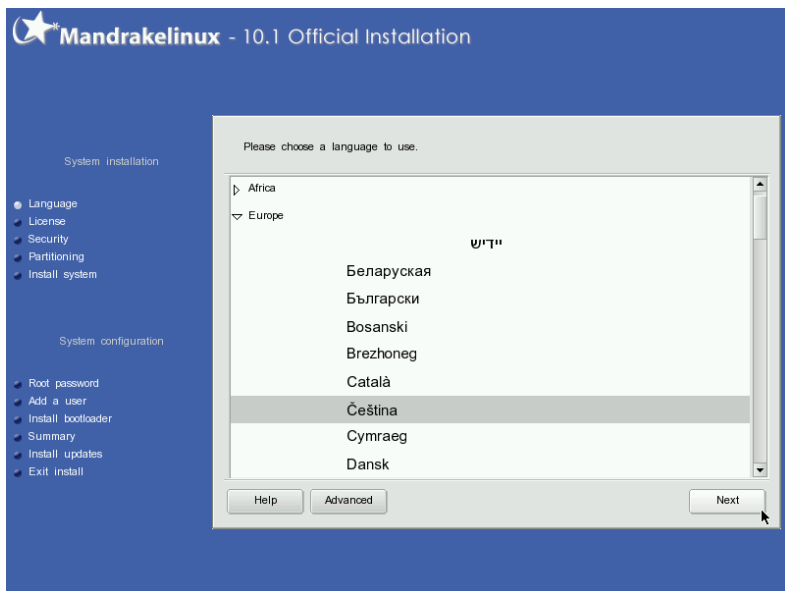 Mandrakelinux - 10.1 Official Installation
System installation
Language
License
Security
Partitioning
Install system
System configuration
Root password
Add a user
Install bootloader
Summary
Install updates
Exit install
Please choose a language to use.
Africa
Europe
ייִדיש
Беларуская
Български
Bosanski
Brezhoneg
Català
Čeština
Cymraeg
Dansk
Help
Advanced
Next